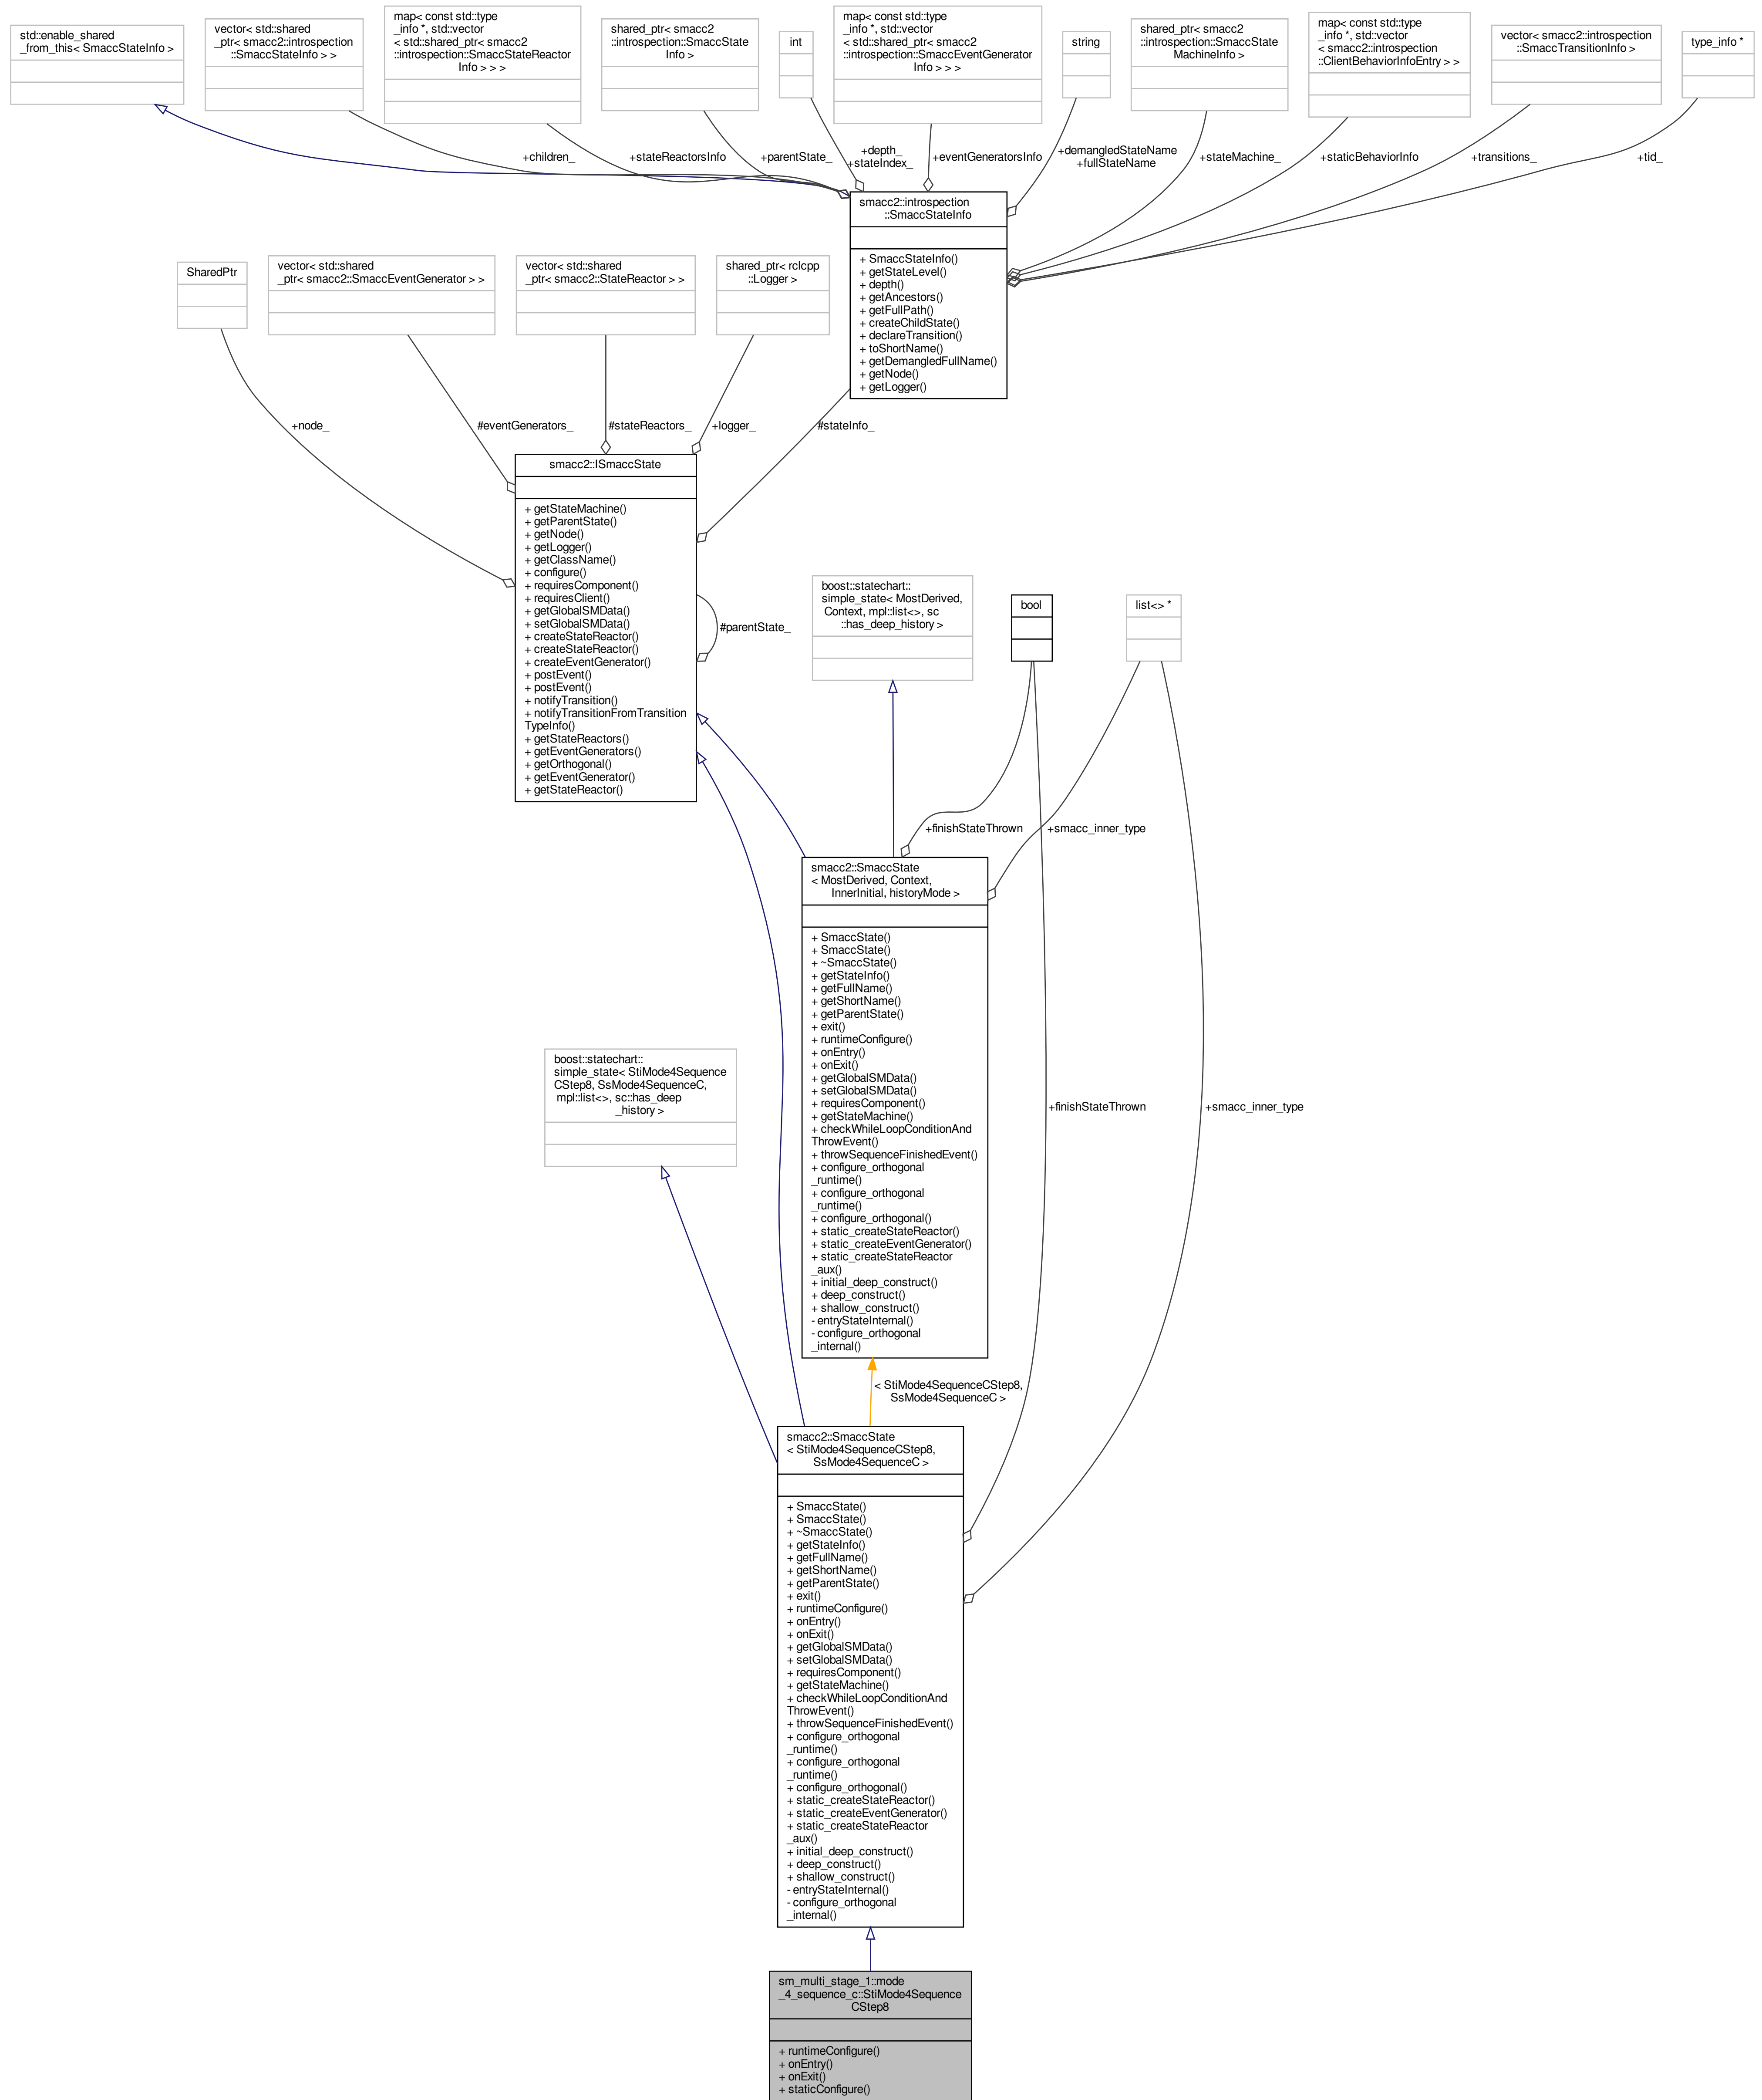 std::enable_shared
_from_this< SmaccStateInfo >
vector< std::shared
_ptr< smacc2::introspection
::SmaccStateInfo > >
map< const std::type
_info *, std::vector
< std::shared_ptr< smacc2
::introspection::SmaccStateReactor
Info > > >
shared_ptr< smacc2
::introspection::SmaccState
Info >
int
map< const std::type
_info *, std::vector
< std::shared_ptr< smacc2
::introspection::SmaccEventGenerator
Info > > >
string
shared_ptr< smacc2
::introspection::SmaccState
MachineInfo >
map< const std::type
_info *, std::vector
< smacc2::introspection
::ClientBehaviorInfoEntry > >
vector< smacc2::introspection
::SmaccTransitionInfo >
type_info *
+children_
+stateReactorsInfo
+parentState_
+depth_
+stateIndex_
+eventGeneratorsInfo
+demangledStateName
+fullStateName
+stateMachine_
+staticBehaviorInfo
+transitions_
+tid_
smacc2::introspection
::SmaccStateInfo
+ SmaccStateInfo()
+ getStateLevel()
+ depth()
+ getAncestors()
+ getFullPath()
+ createChildState()
+ declareTransition()
+ toShortName()
+ getDemangledFullName()
+ getNode()
+ getLogger()
SharedPtr
vector< std::shared
_ptr< smacc2::SmaccEventGenerator > >
vector< std::shared
_ptr< smacc2::StateReactor > >
shared_ptr< rclcpp
::Logger >
+node_
#eventGenerators_
#stateReactors_
+logger_
#stateInfo_
smacc2::ISmaccState
+ getStateMachine()
+ getParentState()
+ getNode()
+ getLogger()
+ getClassName()
+ configure()
+ requiresComponent()
+ requiresClient()
+ getGlobalSMData()
+ setGlobalSMData()
+ createStateReactor()
+ createStateReactor()
+ createEventGenerator()
+ postEvent()
+ postEvent()
+ notifyTransition()
+ notifyTransitionFromTransition
TypeInfo()
+ getStateReactors()
+ getEventGenerators()
+ getOrthogonal()
+ getEventGenerator()
+ getStateReactor()
#parentState_
boost::statechart::
simple_state< MostDerived,
Context, mpl::list<>, sc
::has_deep_history >
bool
list<> *
+finishStateThrown
+smacc_inner_type
smacc2::SmaccState
< MostDerived, Context,
InnerInitial, historyMode >
+ SmaccState()
+ SmaccState()
+ ~SmaccState()
+ getStateInfo()
+ getFullName()
+ getShortName()
+ getParentState()
+ exit()
+ runtimeConfigure()
+ onEntry()
+ onExit()
+ getGlobalSMData()
+ setGlobalSMData()
+ requiresComponent()
+ getStateMachine()
+ checkWhileLoopConditionAnd
ThrowEvent()
+ throwSequenceFinishedEvent()
+ configure_orthogonal
_runtime()
+ configure_orthogonal
_runtime()
+ configure_orthogonal()
+ static_createStateReactor()
+ static_createEventGenerator()
+ static_createStateReactor
_aux()
+ initial_deep_construct()
+ deep_construct()
+ shallow_construct()
- entryStateInternal()
- configure_orthogonal
_internal()
boost::statechart::
simple_state< StiMode4Sequence
CStep8, SsMode4SequenceC,
mpl::list<>, sc::has_deep
_history >
+finishStateThrown
+smacc_inner_type
< StiMode4SequenceCStep8,
SsMode4SequenceC >
smacc2::SmaccState
< StiMode4SequenceCStep8,
SsMode4SequenceC >
+ SmaccState()
+ SmaccState()
+ ~SmaccState()
+ getStateInfo()
+ getFullName()
+ getShortName()
+ getParentState()
+ exit()
+ runtimeConfigure()
+ onEntry()
+ onExit()
+ getGlobalSMData()
+ setGlobalSMData()
+ requiresComponent()
+ getStateMachine()
+ checkWhileLoopConditionAnd
ThrowEvent()
+ throwSequenceFinishedEvent()
+ configure_orthogonal
_runtime()
+ configure_orthogonal
_runtime()
+ configure_orthogonal()
+ static_createStateReactor()
+ static_createEventGenerator()
+ static_createStateReactor
_aux()
+ initial_deep_construct()
+ deep_construct()
+ shallow_construct()
- entryStateInternal()
- configure_orthogonal
_internal()
sm_multi_stage_1::mode
_4_sequence_c::StiMode4Sequence
CStep8
+ runtimeConfigure()
+ onEntry()
+ onExit()
+ staticConfigure()